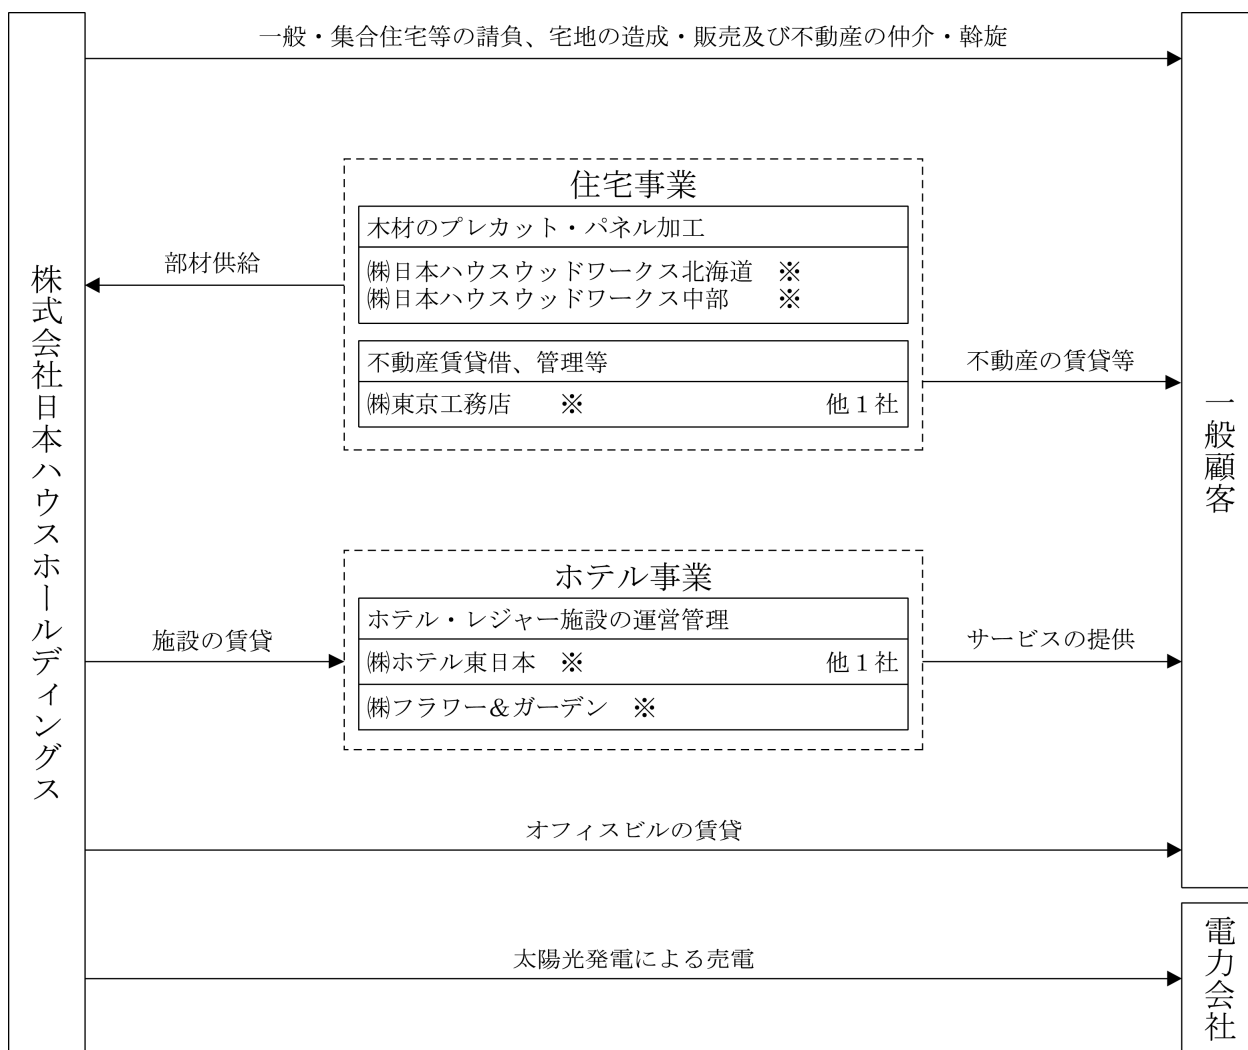 一般・集合住宅等の請負、宅地の造成・販売及び不動産の仲介・斡旋
株式会社日本ハウスホールディングス
住宅事業
木材のプレカット・パネル加工
㈱日本ハウスウッドワークス北海道　※
㈱日本ハウスウッドワークス中部　　※
部材供給
不動産賃貸借、管理等
㈱東京工務店　　※　　　　　　　　　　他１社
不動産の賃貸等
一般顧客
ホテル事業
ホテル・レジャー施設の運営管理
㈱ホテル東日本　※　　　　　　　　　　他１社
㈱フラワー＆ガーデン　※
施設の賃貸
サービスの提供
オフィスビルの賃貸
太陽光発電による売電
電力会社